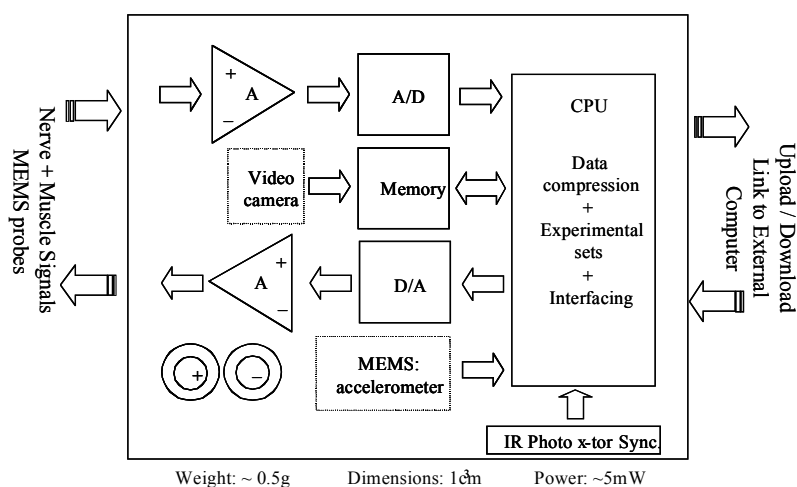 Nerve + Muscle Signals
MEMS probes
+
A
−
A/D
CPU
Data
compression
+
Experimental
sets
+
Interfacing
Video
camera
Memory
+
A
−
D/A
+
−
MEMS:
accelerometer
IR Photo x-tor Sync.
Upload / Download
Link to External
Computer
Weight: ~ 0.5g Dimensions: 1cm³ Power: ~5mW